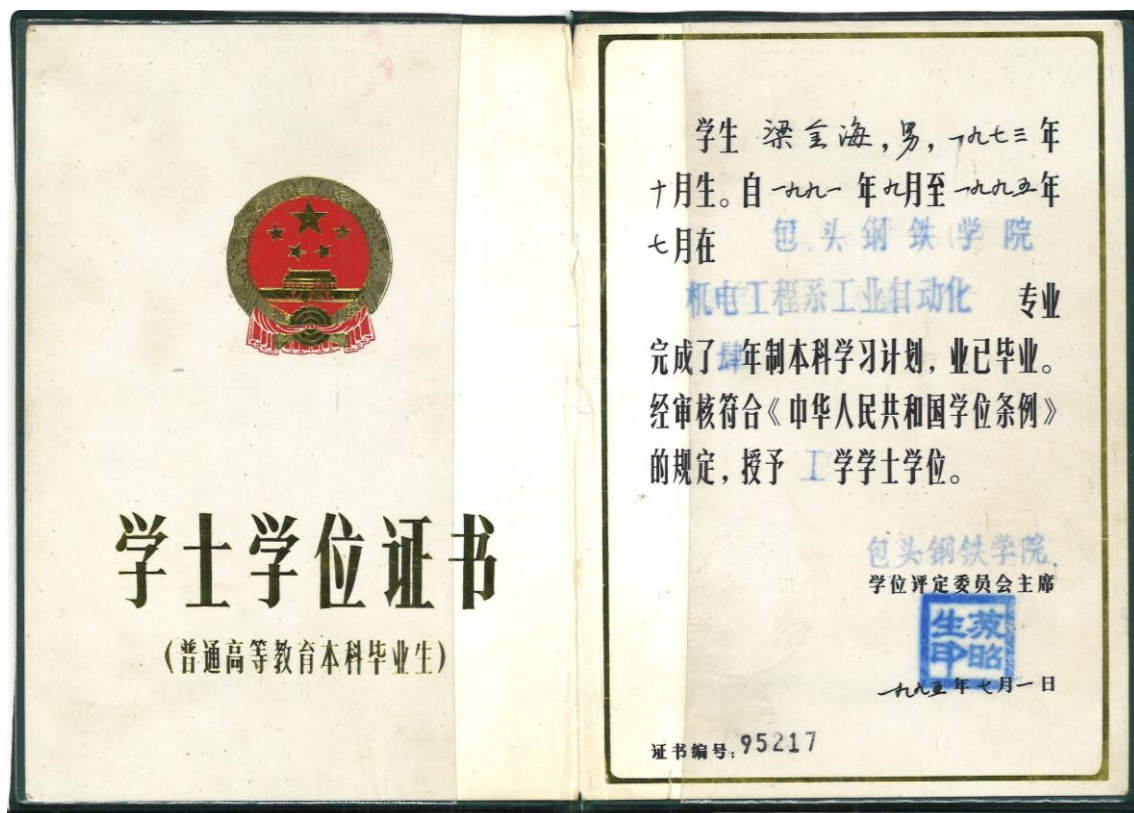 学士学位证书
(普通高等教育本科毕业生)
学生 梁金海，男，一九七三年
十月生。自一九九一年九月至一九九五年
七月在 包头钢铁学院
机电工程系工业自动化 专业
完成了肆年制本科学习计划，业已毕业。
经审核符合《中华人民共和国学位条例》
的规定，授予 工学学士学位。
包头钢铁学院
学位评定委员会主席
生印
昭
一九九五年七月一日
证书编号：95217